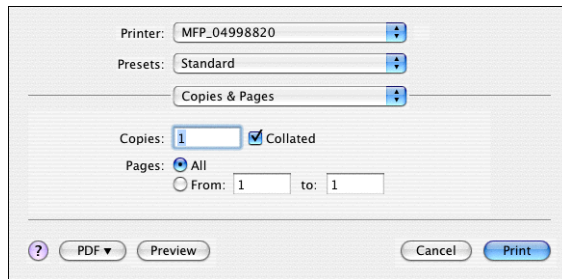 Printer: MFP_04998820
Presets: Standard
Copies & Pages
Copies: 1 Collated
Pages: All
From: 1 to: 1
? PDF ▼ Preview Cancel Print